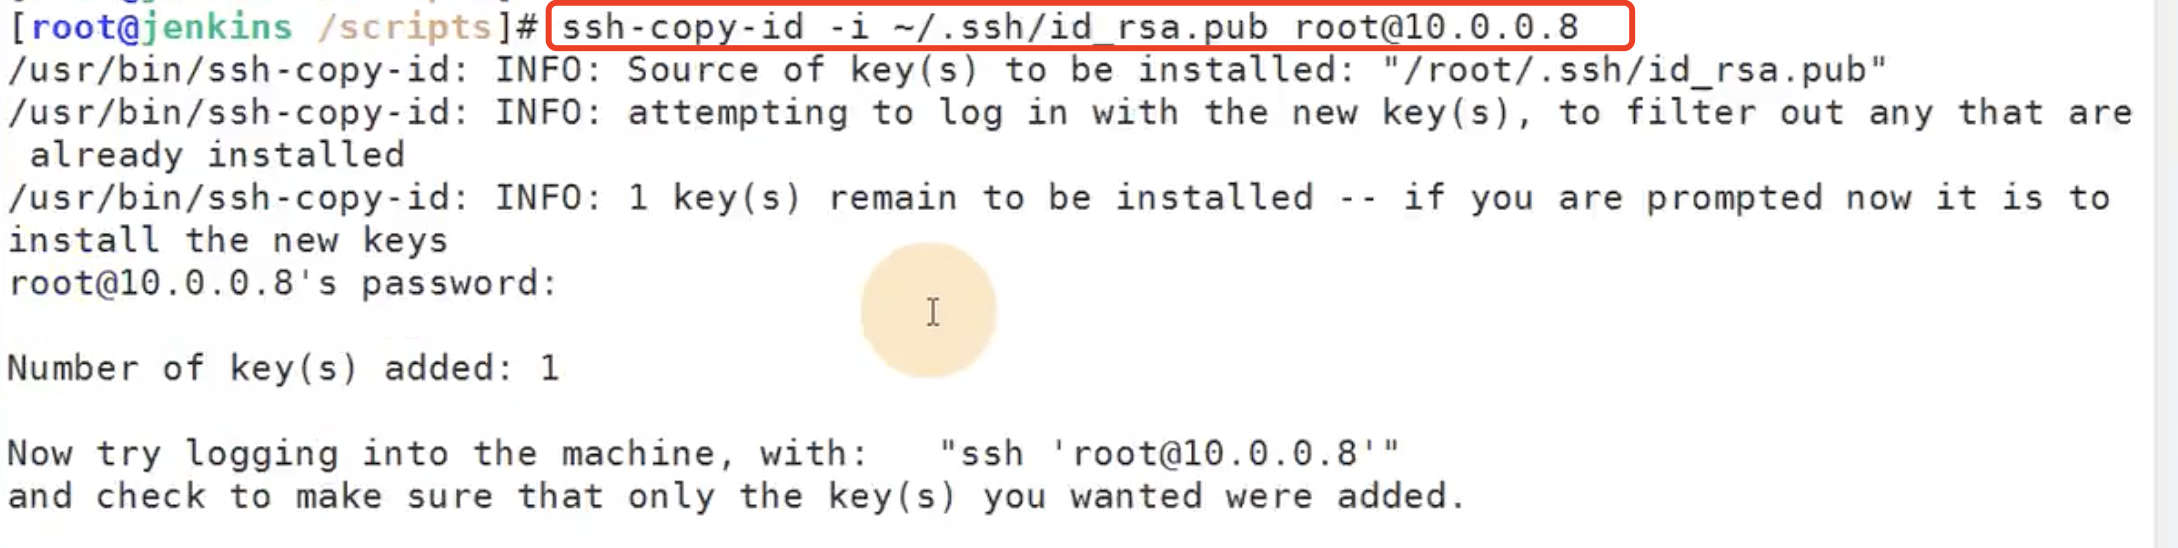 [root@jenkins /scripts]# ssh-copy-id -i ~/.ssh/id_rsa.pub root@10.0.0.8
/usr/bin/ssh-copy-id: INFO: Source of key(s) to be installed: "/root/.ssh/id_rsa.pub"
/usr/bin/ssh-copy-id: INFO: attempting to log in with the new key(s), to filter out any that are
 already installed
/usr/bin/ssh-copy-id: INFO: 1 key(s) remain to be installed -- if you are prompted now it is to
install the new keys
root@10.0.0.8's password:
Number of key(s) added: 1
Now try logging into the machine, with:   "ssh 'root@10.0.0.8'"
and check to make sure that only the key(s) you wanted were added.